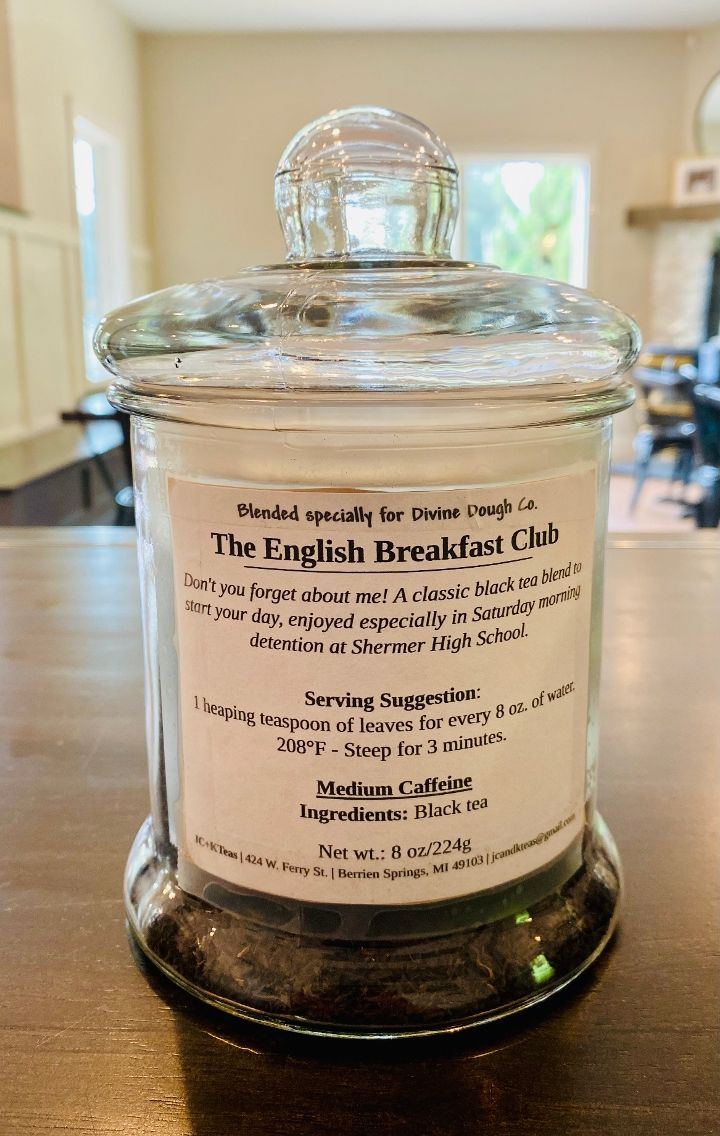 Blended specially for Divine Dough Co.
The English Breakfast Club
Don't you forget about me! A classic black tea blend to
start your day, enjoyed especially in Saturday morning
detention at Shermer High School.
Serving Suggestion:
1 heaping teaspoon of leaves for every 8 oz. of water.
208°F - Steep for 3 minutes.
Medium Caffeine
Ingredients: Black tea
Net wt.: 8 oz/224g
JC+KTeas | 424 W. Ferry St. | Berrien Springs, MI 49103 | jcandkteas@gmail.com